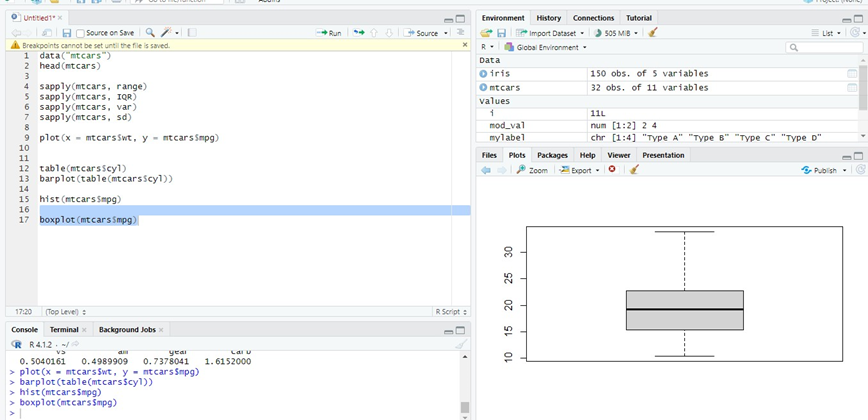 Addins
Untitled1*
Source on Save
Run
Source
Breakpoints cannot be set until the file is saved.
1 data("mtcars")
2 head(mtcars)
3
4 sapply(mtcars, range)
5 sapply(mtcars, IQR)
6 sapply(mtcars, var)
7 sapply(mtcars, sd)
8
9 plot(x = mtcars$wt, y = mtcars$mpg)
10
11
12 table(mtcars$cyl)
13 barplot(table(mtcars$cyl))
14
15 hist(mtcars$mpg)
16
17 boxplot(mtcars$mpg)
17:20 (Top Level) R Script
Console Terminal Background Jobs
R 4.1.2 · ~/
vs am gear carb
0.5040161 0.4989909 0.7378041 1.6152000
> plot(x = mtcars$wt, y = mtcars$mpg)
> barplot(table(mtcars$cyl))
> hist(mtcars$mpg)
> boxplot(mtcars$mpg)
>
Environment History Connections Tutorial
Import Dataset 505 MiB List
R Global Environment
Data
iris 150 obs. of 5 variables
mtcars 32 obs. of 11 variables
Values
i 11L
mod_val num [1:2] 2 4
mylabel chr [1:4] "Type A" "Type B" "Type C" "Type D"
Files Plots Packages Help Viewer Presentation
Zoom Export Publish
30
25
20
15
10